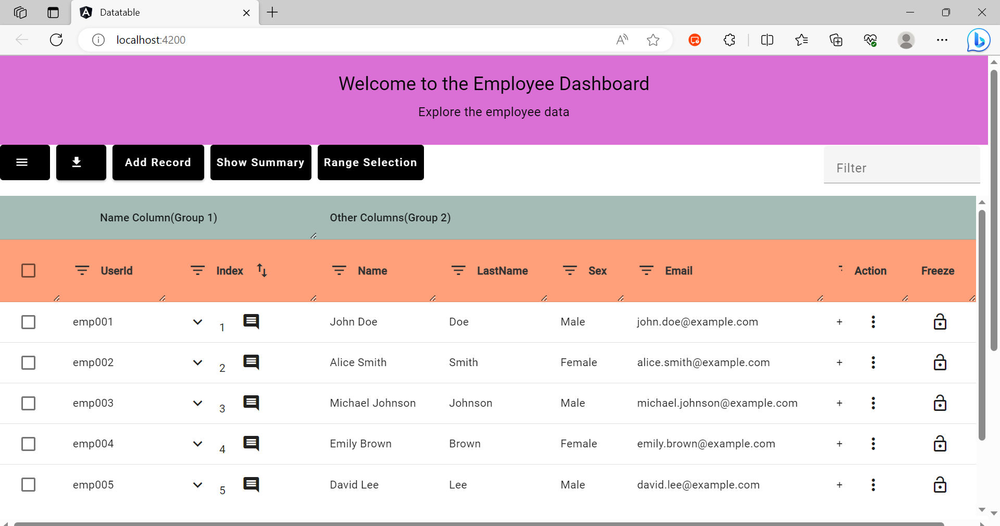 Datatable
localhost:4200
Welcome to the Employee Dashboard
Explore the employee data
Add Record Show Summary Range Selection Filter
Name Column(Group 1) Other Columns(Group 2)
UserId Index Name LastName Sex Email Action Freeze
emp001 1 John Doe Doe Male john.doe@example.com +
emp002 2 Alice Smith Smith Female alice.smith@example.com +
emp003 3 Michael Johnson Johnson Male michael.johnson@example.com +
emp004 4 Emily Brown Brown Female emily.brown@example.com +
emp005 5 David Lee Lee Male david.lee@example.com +